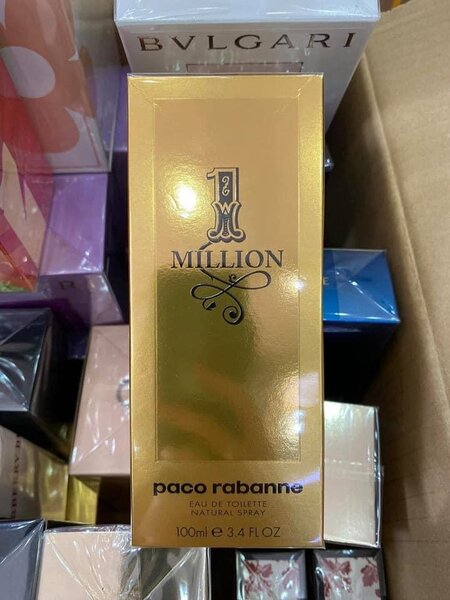 BVLGARI
1
MILLION
paco rabanne
EAU DE TOILETTE
NATURAL SPRAY
100ml e 3.4 FL OZ